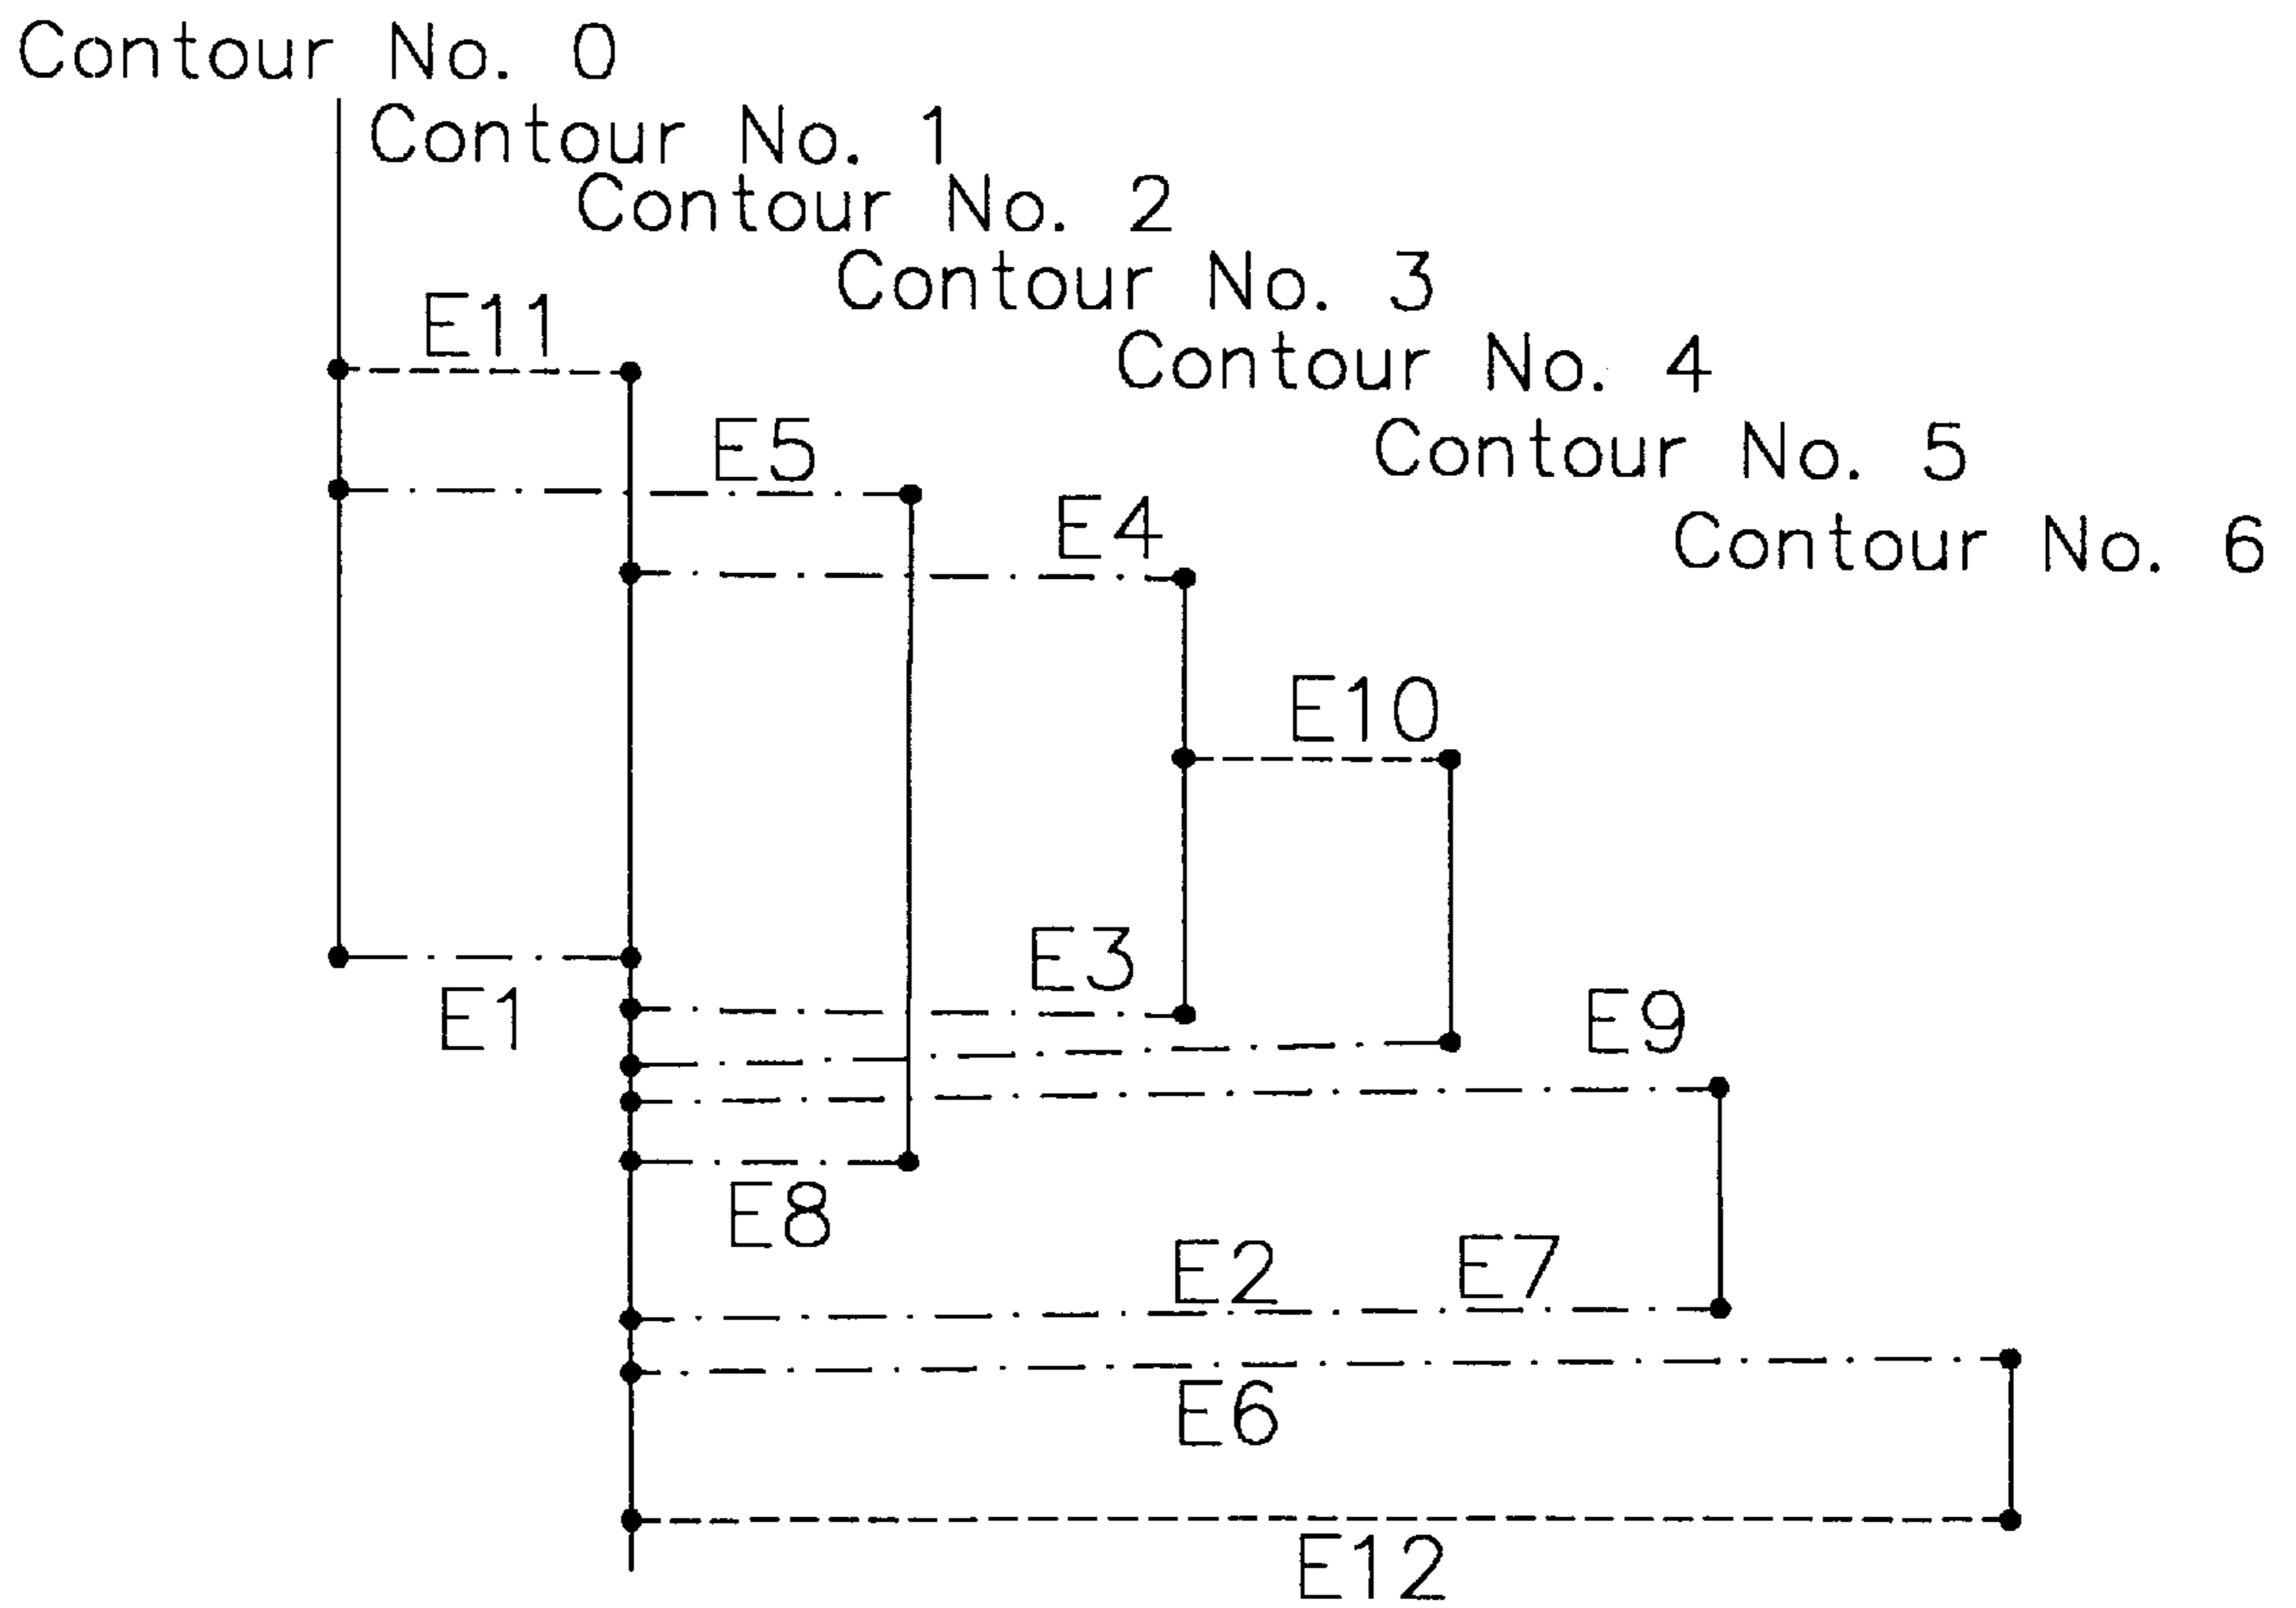 Contour No. 0
Contour No. 1
Contour No. 2
Contour No. 3
E11
Contour No. 4
E5
Contour No. 5
E4
Contour No. 6
E10
E3
E1
E9
E8
E2
E7
E6
E12